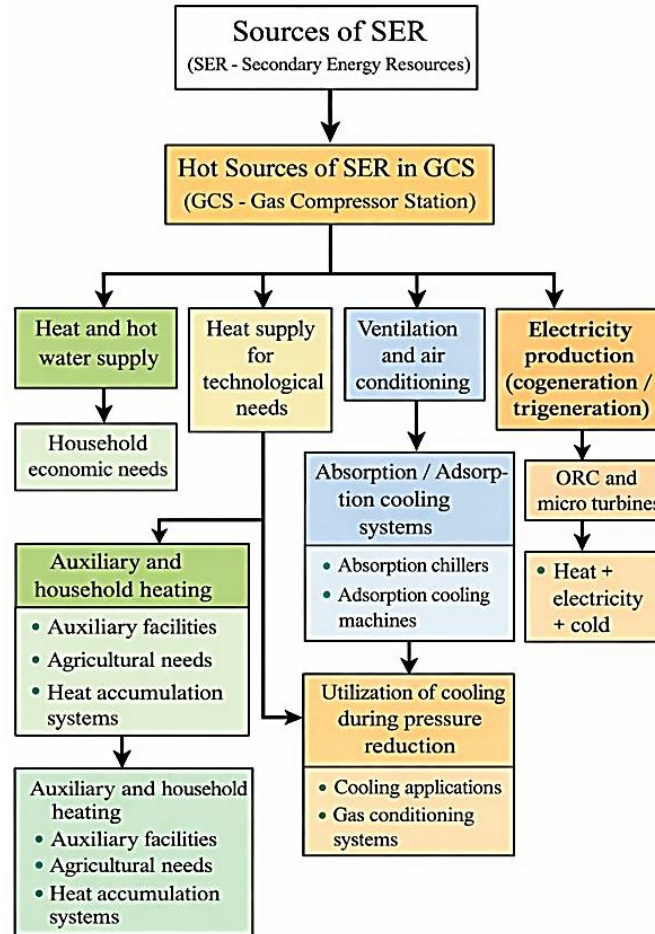 Sources of SER
(SER - Secondary Energy Resources)
Hot Sources of SER in GCS
(GCS - Gas Compressor Station)
Heat and hot
water supply
Household
economic needs
Heat supply
for
technological
needs
Ventilation
and air
conditioning
Electricity
production
(cogeneration /
trigeneration)
Absorption / Adsorp-
tion cooling
systems
• Absorption chillers
• Adsorption cooling
machines
ORC and
micro turbines
• Heat +
electricity
+ cold
Auxiliary and
household heating
• Auxiliary facilities
• Agricultural needs
• Heat accumulation
systems
Utilization of cooling
during pressure
reduction
• Cooling applications
• Gas conditioning
systems
Auxiliary and household
heating
• Auxiliary facilities
• Agricultural needs
• Heat accumulation
systems